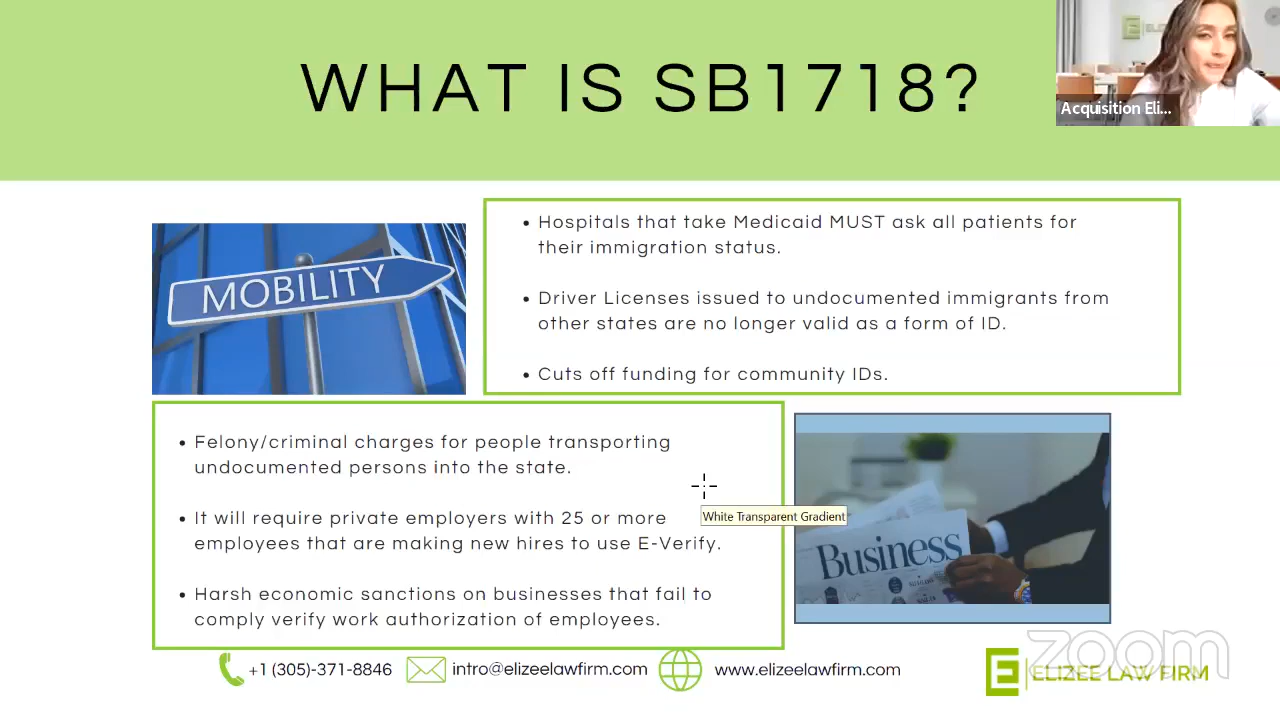 WHAT IS SB1718?
Acquisition Eli...
MOBILITY
• Hospitals that take Medicaid MUST ask all patients for
their immigration status.
• Driver Licenses issued to undocumented immigrants from
other states are no longer valid as a form of ID.
• Cuts off funding for community IDs.
• Felony/criminal charges for people transporting
undocumented persons into the state.
• It will require private employers with 25 or more
employees that are making new hires to use E-Verify.
• Harsh economic sanctions on businesses that fail to
comply verify work authorization of employees.
White Transparent Gradient
Business
+1 (305)-371-8846
intro@elizeelawfirm.com
www.elizeelawfirm.com
zoom
ELIZEE LAW FIRM